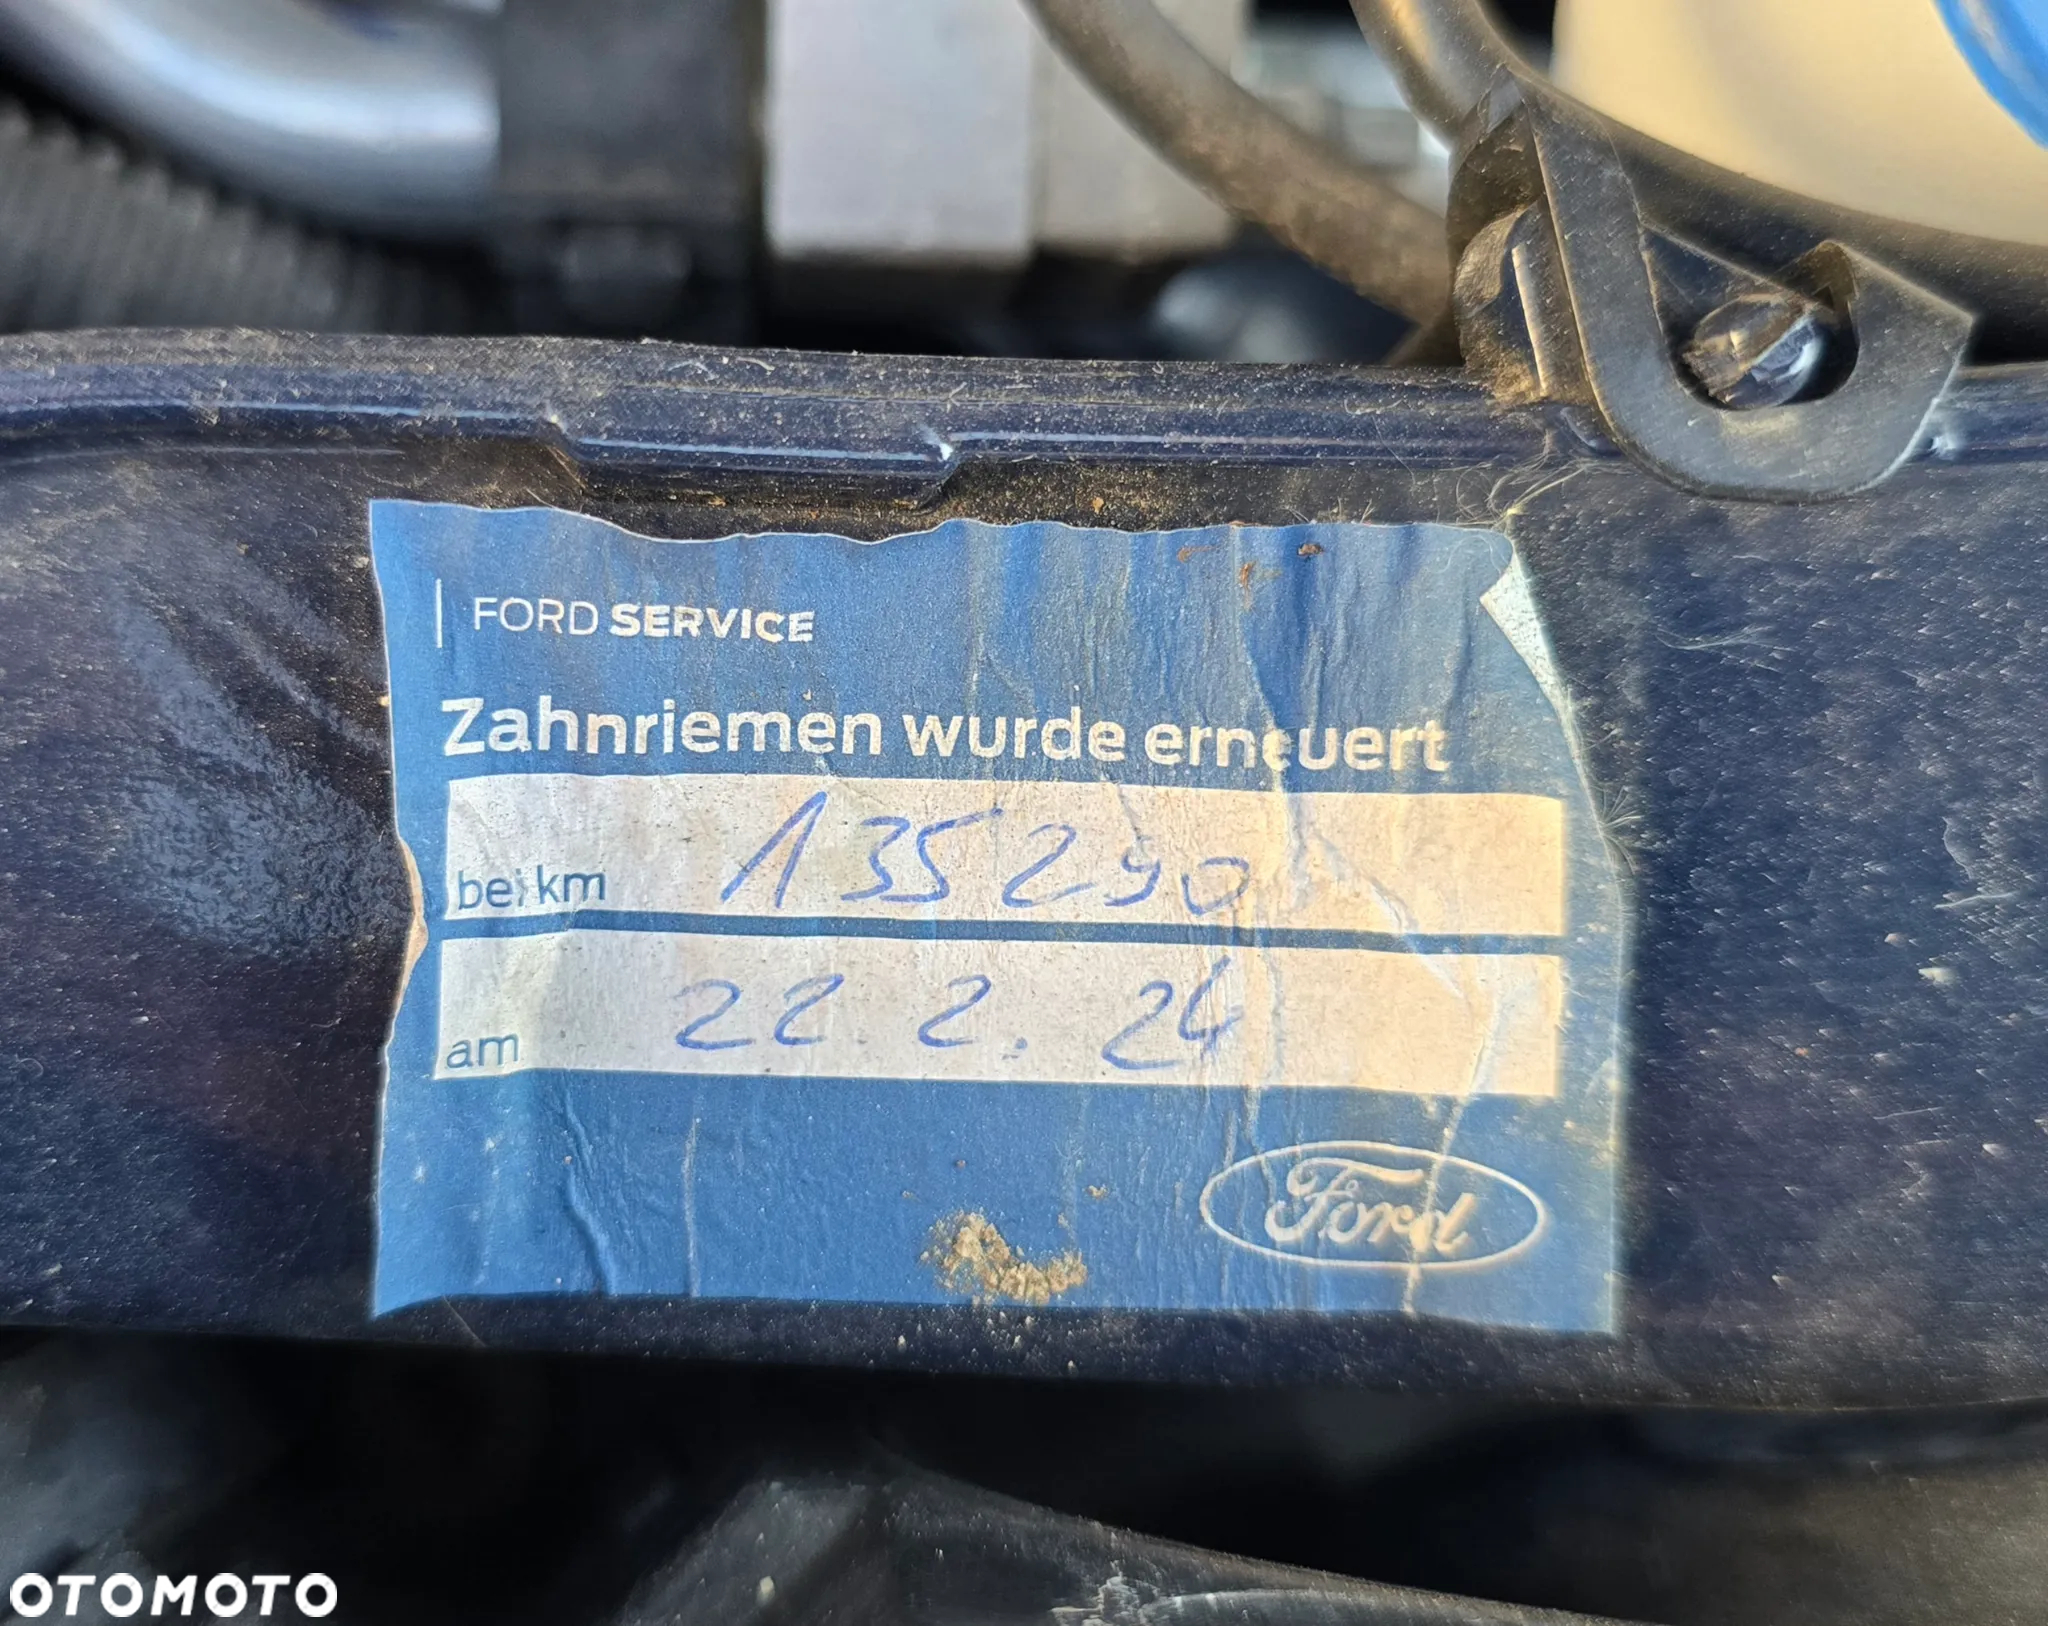 FORD SERVICE
Zahnriemen wurde erneuert
bei km 135290
am 22 2. 24
Ford
OTOMOTO